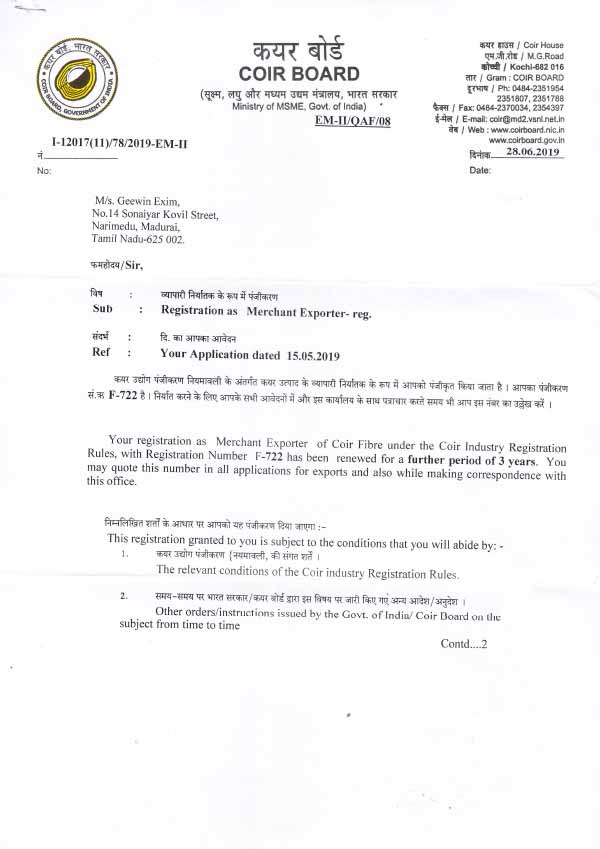 कयर बोर्ड, भारत सरकार
COIR BOARD, GOVERNMENT OF INDIA
कयर बोर्ड
COIR BOARD
(सूक्ष्म, लघु और मध्यम उद्यम मंत्रालय, भारत सरकार
Ministry of MSME, Govt. of India)
EM-II/QAF/08
कयर हाउस / Coir House
एम.जी.रोड / M.G.Road
कोच्ची / Kochi-682 016
तार / Gram : COIR BOARD
दूरभाष / Ph: 0484-2351954
2351807, 2351788
फैक्स / Fax: 0484-2370034, 2354397
ई-मेल / E-mail: coir@md2.vsnl.net.in
वेब / Web : www.coirboard.nic.in
www.coirboard.gov.in
I-12017(11)/78/2019-EM-II
नं.
No:
दिनांक 28.06.2019
Date:
M/s. Geewin Exim,
No.14 Sonaiyar Kovil Street,
Narimedu, Madurai,
Tamil Nadu-625 002.
फमहोदय/Sir,
विष : व्यापारी निर्यातक के रूप में पंजीकरण
Sub : Registration as Merchant Exporter- reg.
संदर्भ : दि. का आपका आवेदन
Ref : Your Application dated 15.05.2019
कयर उद्योग पंजीकरण नियमावली के अंतर्गत कयर उत्पाद के व्यापारी निर्यातक के रूप में आपको पंजीकृत किया जाता है । आपका पंजीकरण
सं.क्र F-722 है । निर्यात करने के लिए आपके सभी आवेदनों में और इस कार्यालय के साथ पत्राचार करते समय भी आप इस नंबर का उल्लेख करें ।
Your registration as Merchant Exporter of Coir Fibre under the Coir Industry Registration
Rules, with Registration Number F-722 has been renewed for a further period of 3 years. You
may quote this number in all applications for exports and also while making correspondence with
this office.
निम्नलिखित शर्तों के आधार पर आपको यह पंजीकरण दिया जाएगा :-
This registration granted to you is subject to the conditions that you will abide by: -
1. कयर उद्योग पंजीकरण (नयमावली, की संगत शर्तें ।
The relevant conditions of the Coir industry Registration Rules.
2. समय-समय पर भारत सरकार/कयर बोर्ड द्वारा इस विषय पर जारी किए गए अन्य आदेश/अनुदेश ।
Other orders/instructions issued by the Govt. of India/ Coir Board on the
subject from time to time
Contd....2